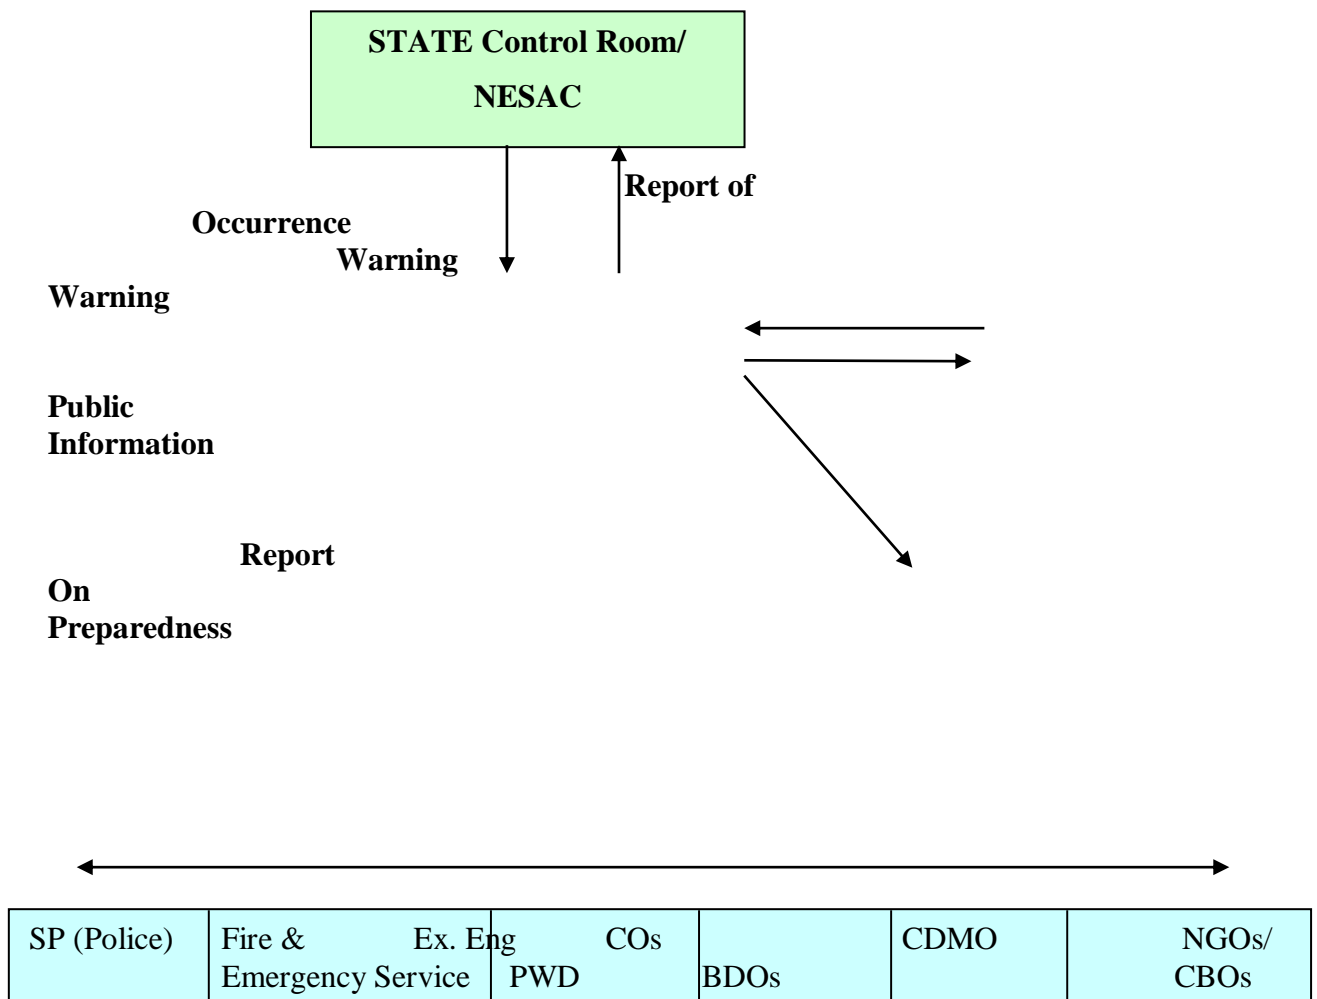 STATE Control Room/
NESAC
Report of
Occurrence
Warning
Warning
Public
Information
Report
On
Preparedness
SP (Police) Fire & Ex. Eng COs CDMO NGOs/
Emergency Service PWD BDOs CBOs